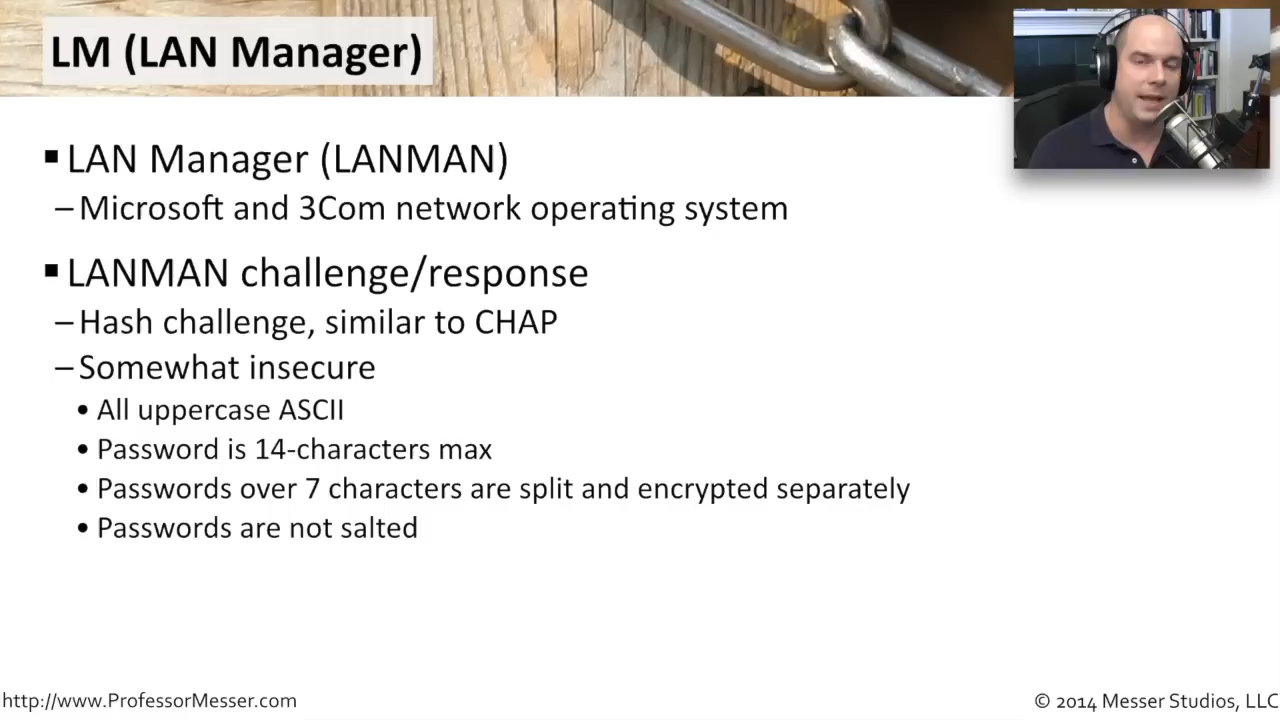 LM (LAN Manager)
▪ LAN Manager (LANMAN)
– Microsoft and 3Com network operating system
▪ LANMAN challenge/response
– Hash challenge, similar to CHAP
– Somewhat insecure
• All uppercase ASCII
• Password is 14-characters max
• Passwords over 7 characters are split and encrypted separately
• Passwords are not salted
http://www.ProfessorMesser.com
© 2014 Messer Studios, LLC